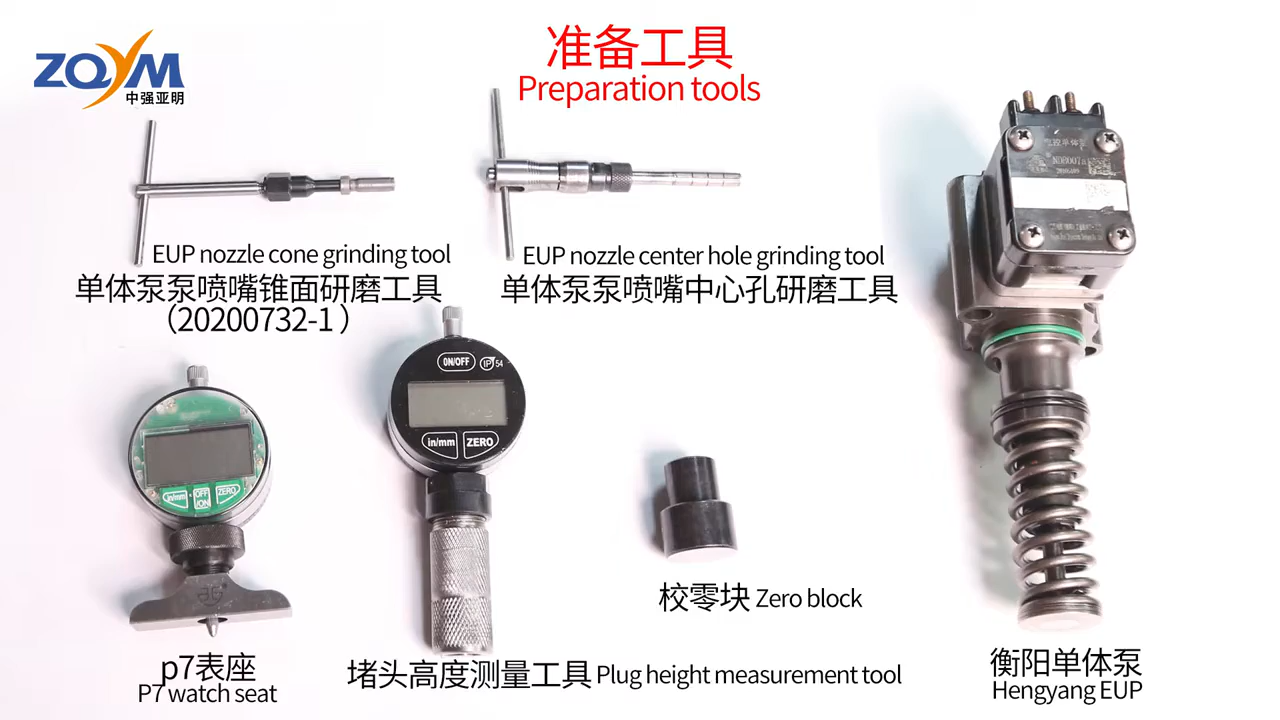 准备工具
Preparation tools
ZQYM
中强亚明
EUP nozzle cone grinding tool
单体泵泵喷嘴锥面研磨工具
（20200732-1）
EUP nozzle center hole grinding tool
单体泵泵喷嘴中心孔研磨工具
NDB007a
ON/OFF
IP54
in/mm
ZERO
in/mm
OFF/ON
ZERO
校零块 Zero block
p7表座
P7 watch seat
堵头高度测量工具 Plug height measurement tool
衡阳单体泵
Hengyang EUP